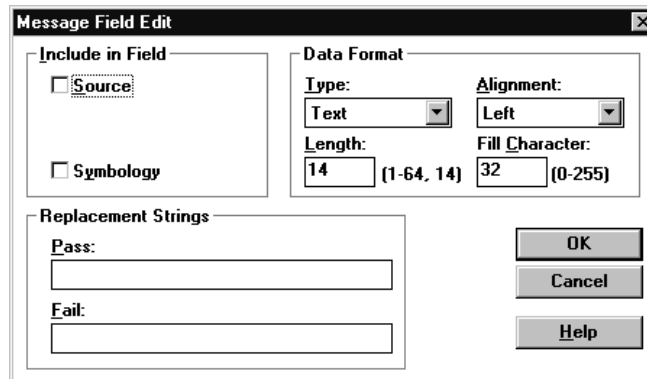 Message Field Edit
Include in Field
Source
Symbology
Data Format
Type: Alignment:
Text Left
Length: Fill Character:
14 (1-64, 14) 32 (0-255)
Replacement Strings
Pass:
Fail:
OK
Cancel
Help